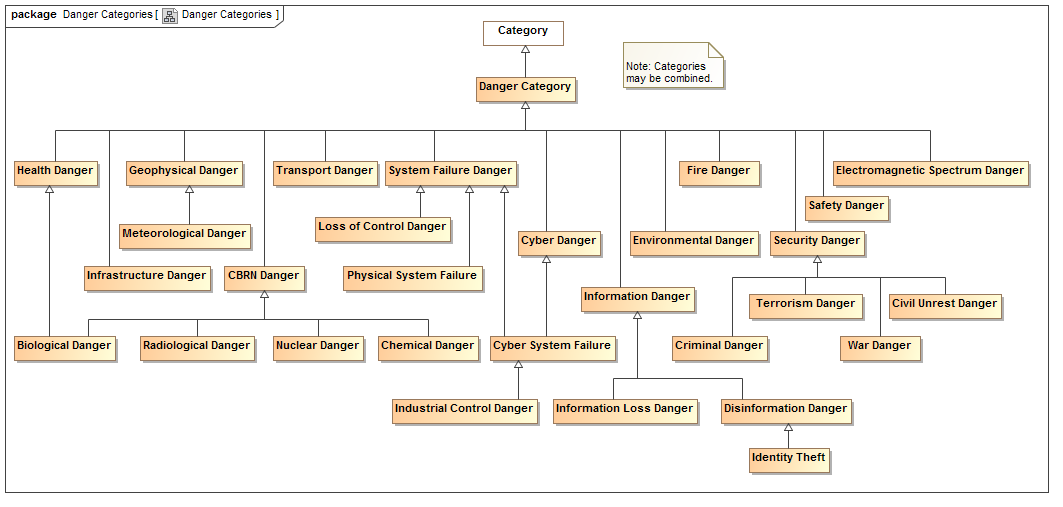 package Danger Categories [ Danger Categories ]
Category
Note: Categories
may be combined.
Danger Category
Health Danger
Geophysical Danger
Transport Danger
System Failure Danger
Fire Danger
Electromagnetic Spectrum Danger
Safety Danger
Loss of Control Danger
Meteorological Danger
Cyber Danger
Environmental Danger
Security Danger
Infrastructure Danger
CBRN Danger
Physical System Failure
Information Danger
Terrorism Danger
Civil Unrest Danger
Biological Danger
Radiological Danger
Nuclear Danger
Chemical Danger
Cyber System Failure
Criminal Danger
War Danger
Industrial Control Danger
Information Loss Danger
Disinformation Danger
Identity Theft